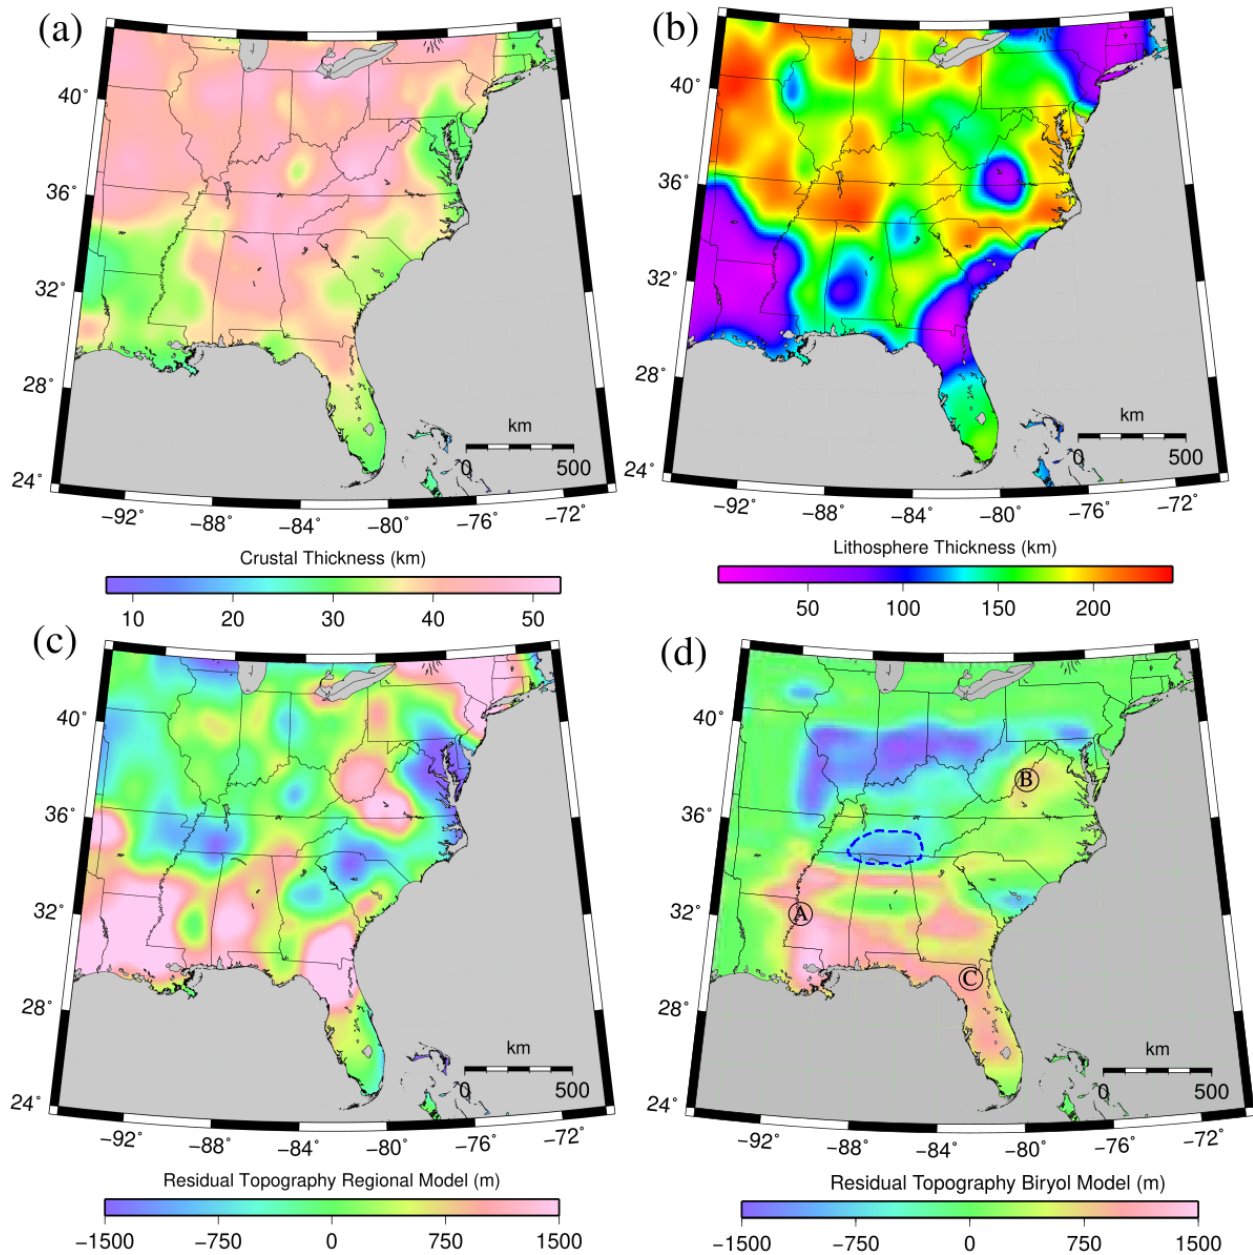 (a)
40°
36°
32°
28°
24°
km
0 500
−92° −88° −84° −80° −76° −72°
Crustal Thickness (km)
10 20 30 40 50
(b)
40°
36°
32°
28°
24°
km
0 500
−92° −88° −84° −80° −76° −72°
Lithosphere Thickness (km)
50 100 150 200
(c)
40°
36°
32°
28°
24°
km
0 500
−92° −88° −84° −80° −76° −72°
Residual Topography Regional Model (m)
−1500 −750 0 750 1500
(d)
40°
B
36°
A
32°
C
28°
km
0 500
24°
−92° −88° −84° −80° −76° −72°
Residual Topography Biryol Model (m)
−1500 −750 0 750 1500